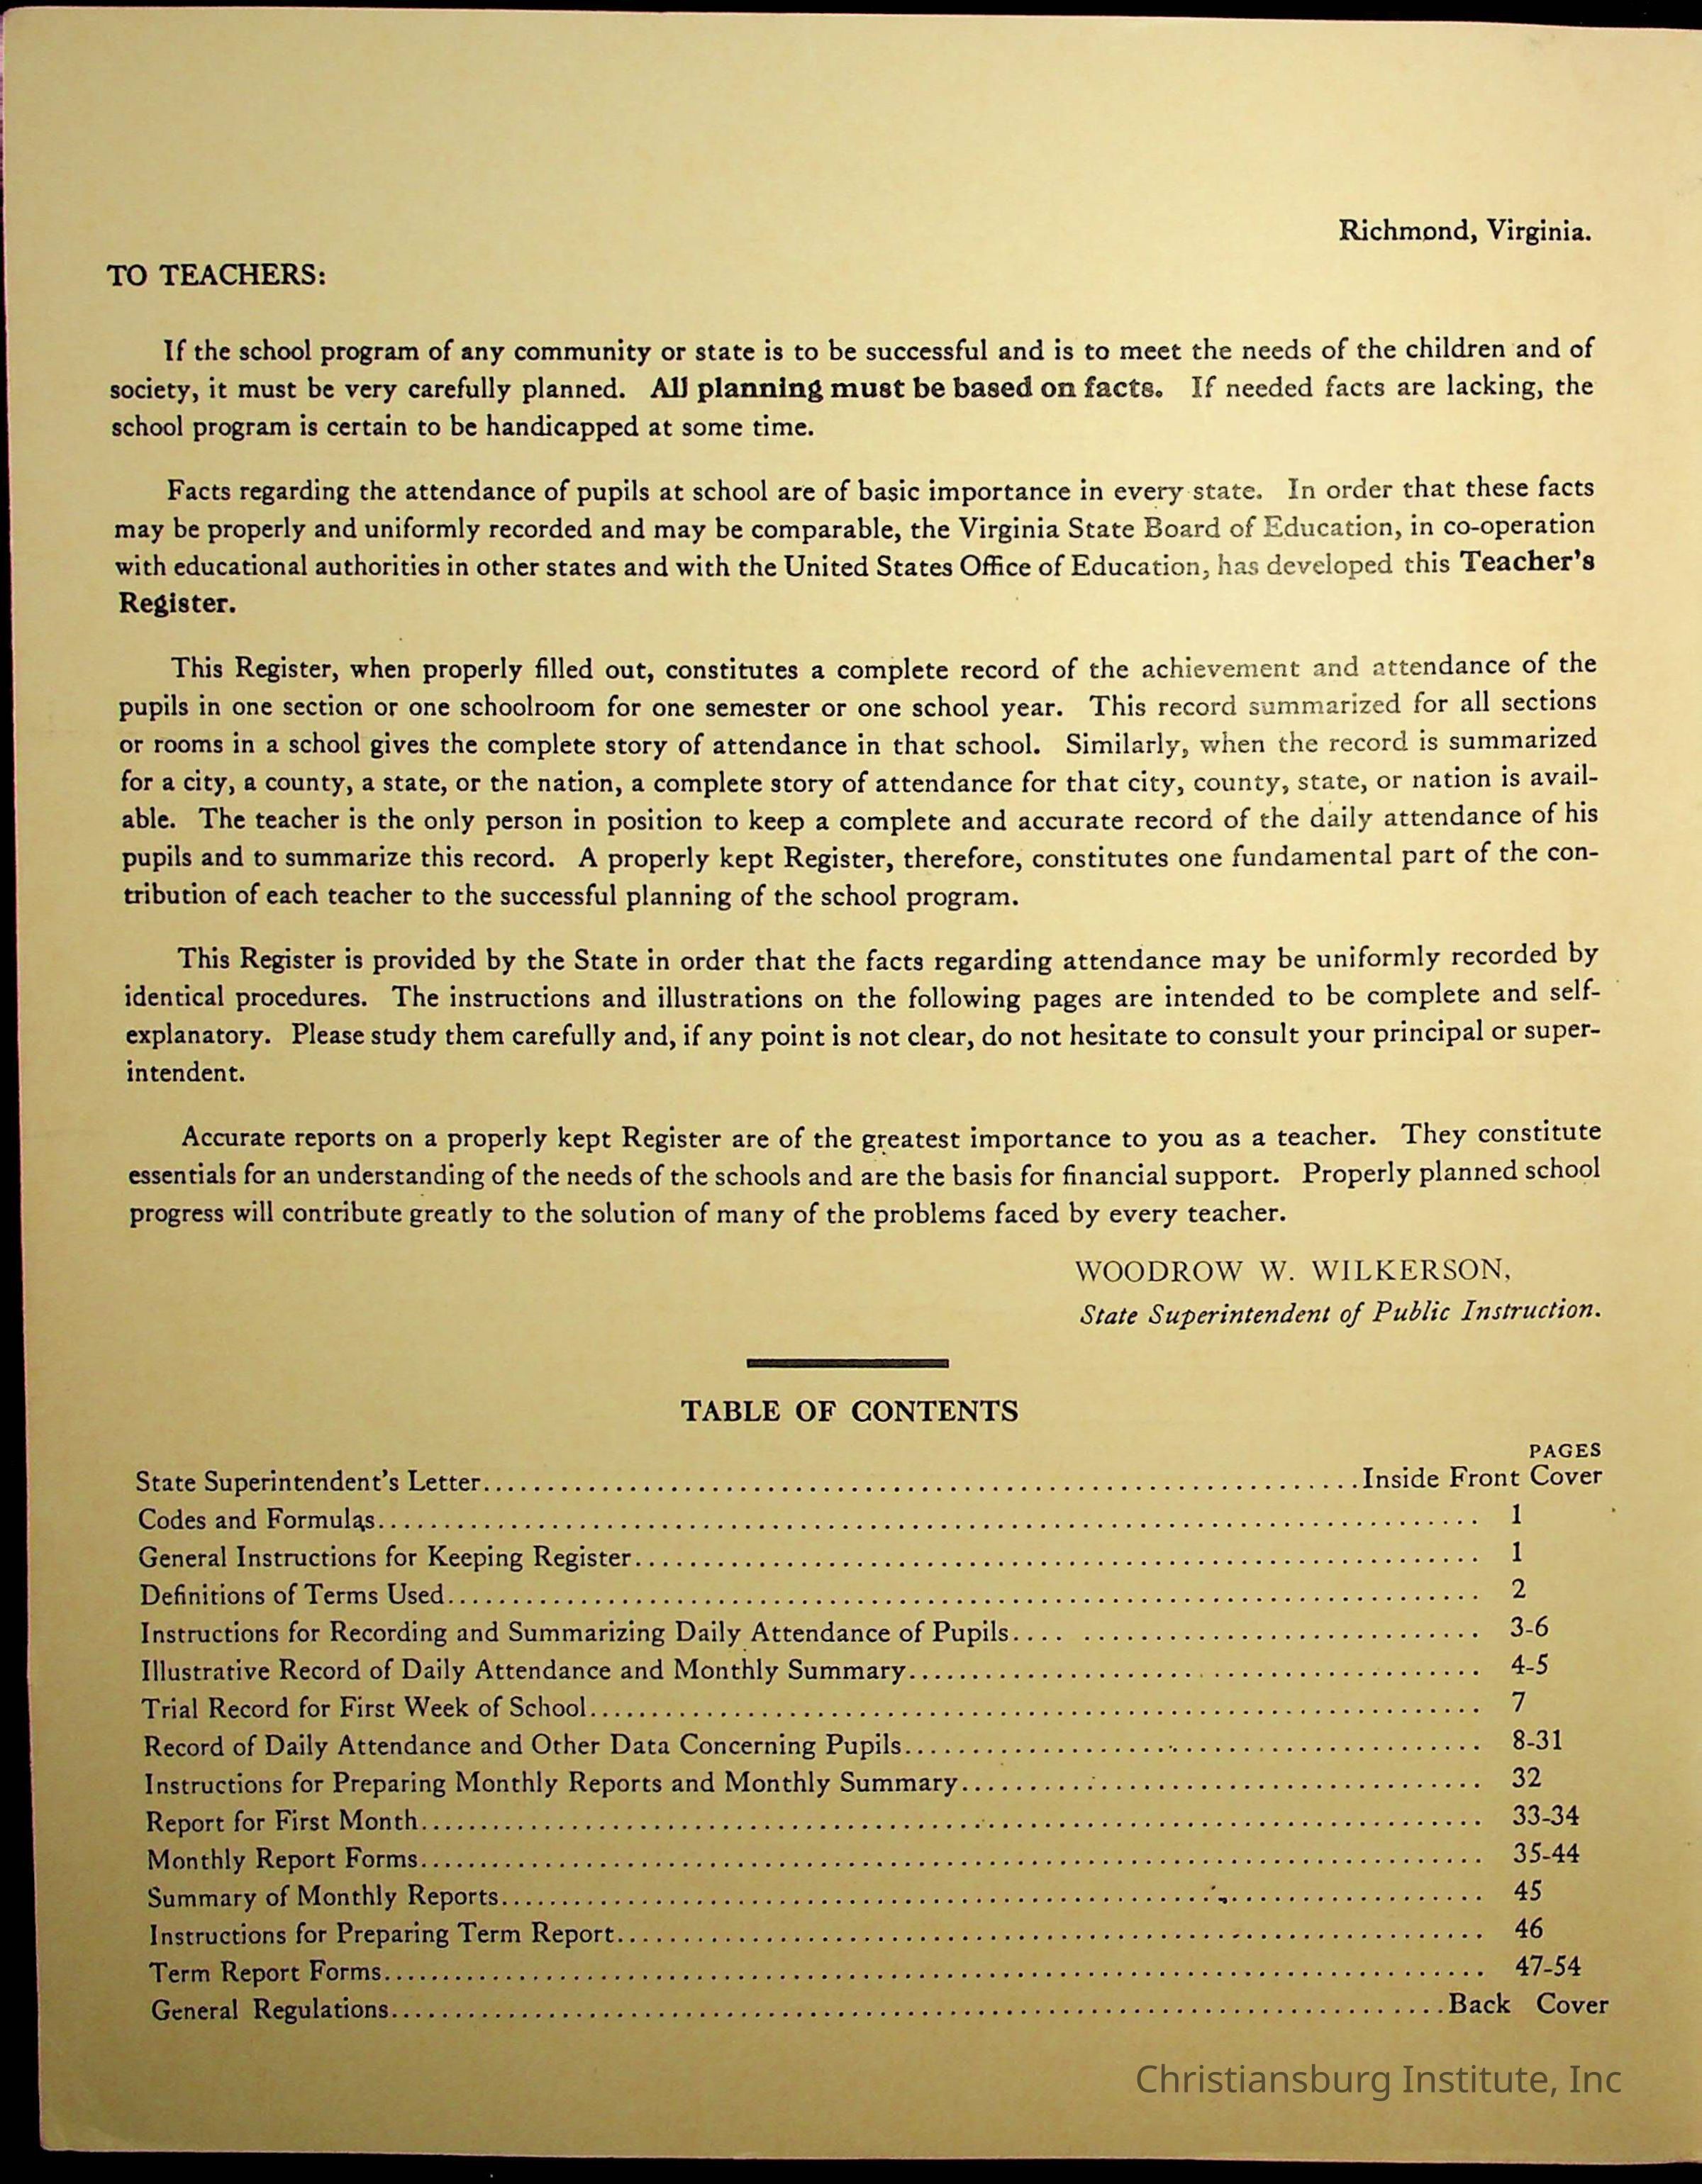 Richmond, Virginia.
TO TEACHERS:
If the school program of any community or state is to be successful and is to meet the needs of the children and of
society, it must be very carefully planned. All planning must be based on facts. If needed facts are lacking, the
school program is certain to be handicapped at some time.
Facts regarding the attendance of pupils at school are of basic importance in every state. In order that these facts
may be properly and uniformly recorded and may be comparable, the Virginia State Board of Education, in co-operation
with educational authorities in other states and with the United States Office of Education, has developed this Teacher's
Register.
This Register, when properly filled out, constitutes a complete record of the achievement and attendance of the
pupils in one section or one schoolroom for one semester or one school year. This record summarized for all sections
or rooms in a school gives the complete story of attendance in that school. Similarly, when the record is summarized
for a city, a county, a state, or the nation, a complete story of attendance for that city, county, state, or nation is avail-
able. The teacher is the only person in position to keep a complete and accurate record of the daily attendance of his
pupils and to summarize this record. A properly kept Register, therefore, constitutes one fundamental part of the con-
tribution of each teacher to the successful planning of the school program.
This Register is provided by the State in order that the facts regarding attendance may be uniformly recorded by
identical procedures. The instructions and illustrations on the following pages are intended to be complete and self-
explanatory. Please study them carefully and, if any point is not clear, do not hesitate to consult your principal or super-
intendent.
Accurate reports on a properly kept Register are of the greatest importance to you as a teacher. They constitute
essentials for an understanding of the needs of the schools and are the basis for financial support. Properly planned school
progress will contribute greatly to the solution of many of the problems faced by every teacher.
WOODROW W. WILKERSON,
State Superintendent of Public Instruction.
TABLE OF CONTENTS
PAGES
State Superintendent's Letter.....Inside Front Cover
Codes and Formulas..... 1
General Instructions for Keeping Register..... 1
Definitions of Terms Used..... 2
Instructions for Recording and Summarizing Daily Attendance of Pupils..... 3-6
Illustrative Record of Daily Attendance and Monthly Summary..... 4-5
Trial Record for First Week of School..... 7
Record of Daily Attendance and Other Data Concerning Pupils..... 8-31
Instructions for Preparing Monthly Reports and Monthly Summary..... 32
Report for First Month..... 33-34
Monthly Report Forms..... 35-44
Summary of Monthly Reports..... 45
Instructions for Preparing Term Report..... 46
Term Report Forms..... 47-54
General Regulations.....Back Cover
Christiansburg Institute, Inc